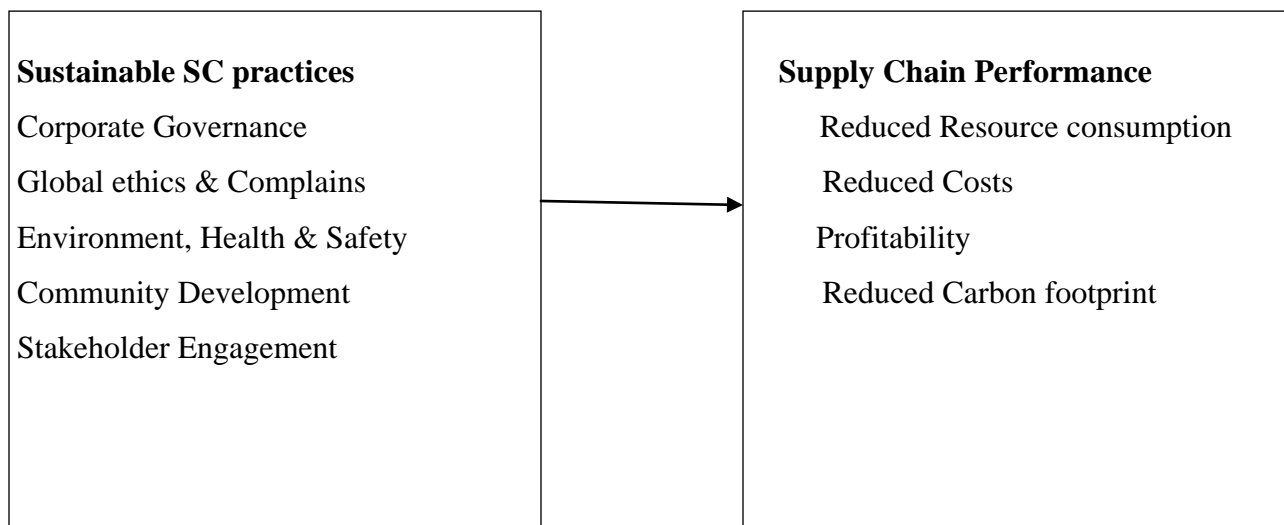 Sustainable SC practices
Corporate Governance
Global ethics & Complains
Environment, Health & Safety
Community Development
Stakeholder Engagement
Supply Chain Performance
Reduced Resource consumption
Reduced Costs
Profitability
Reduced Carbon footprint